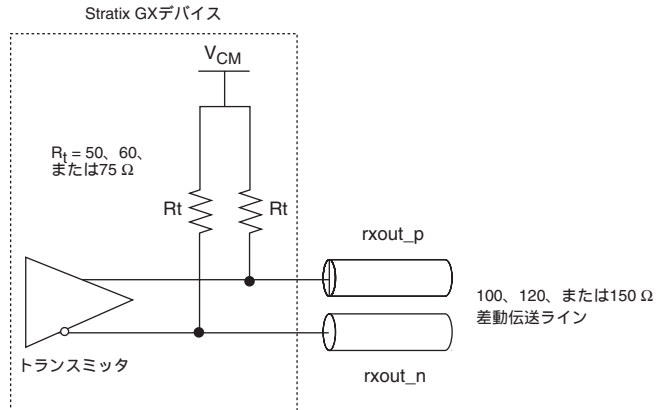 Stratix GXデバイス
VCM
Rt = 50、60、
または75 Ω
Rt
Rt
rxout_p
100、120、または150 Ω
差動伝送ライン
トランスミッタ
rxout_n